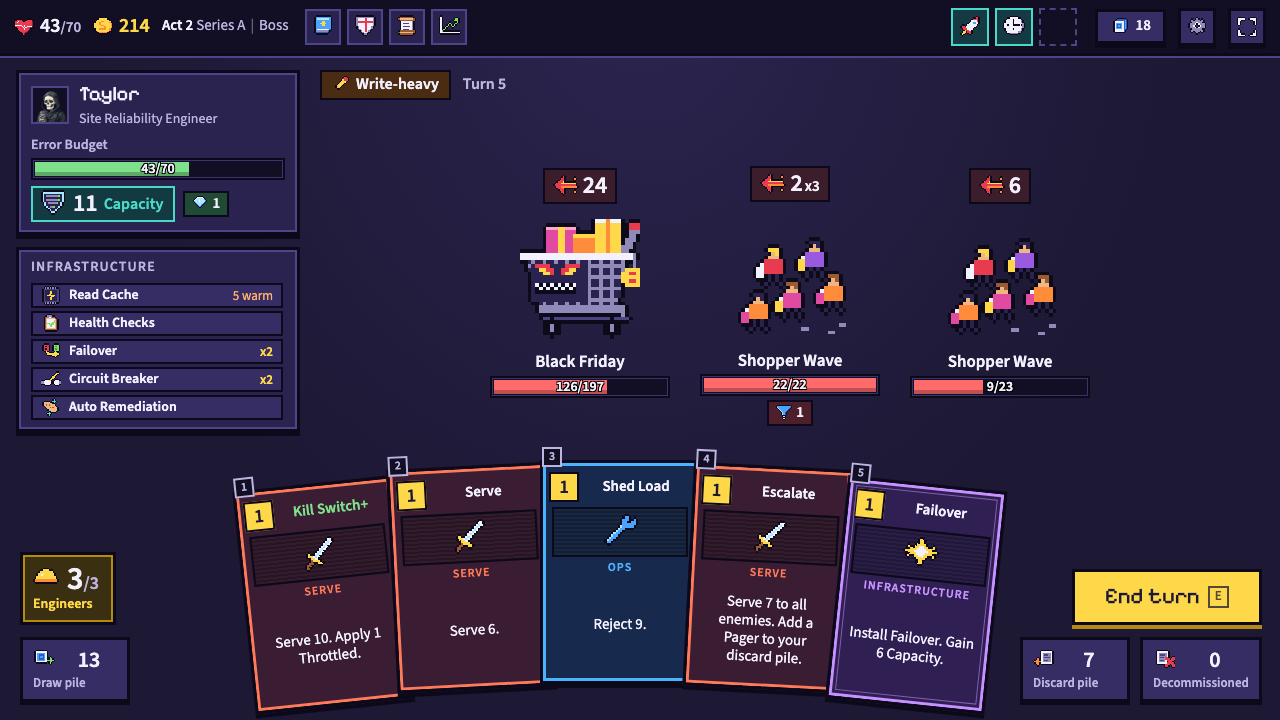 43/70 214 Act 2 Series A | Boss 18
Taylor
Site Reliability Engineer
Error Budget
43/70
11 Capacity 1
INFRASTRUCTURE
Read Cache 5 warm
Health Checks
Failover x2
Circuit Breaker x2
Auto Remediation
Write-heavy Turn 5
24
2x3
6
Black Friday
126/197
Shopper Wave
22/22
1
Shopper Wave
9/23
1
1
Kill Switch+
SERVE
Serve 10. Apply 1
Throttled.
2
1
Serve
SERVE
Serve 6.
3
1
Shed Load
OPS
Reject 9.
4
1
Escalate
SERVE
Serve 7 to all
enemies. Add a
Pager to your
discard pile.
5
1
Failover
INFRASTRUCTURE
Install Failover. Gain
6 Capacity.
3/3
Engineers
13
Draw pile
End turn E
7
Discard pile
0
Decommissioned